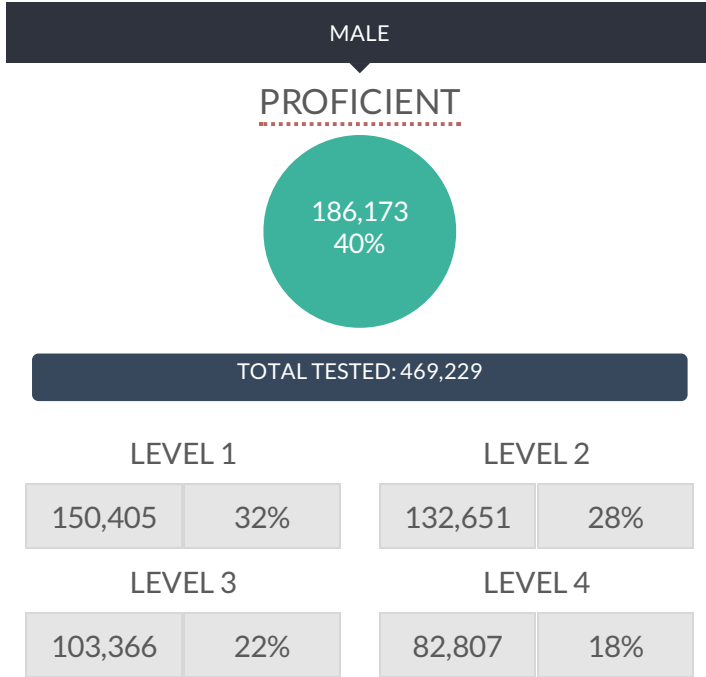 MALE
PROFICIENT
186,173
40%
TOTAL TESTED: 469,229
LEVEL 1
150,405 32%
LEVEL 2
132,651 28%
LEVEL 3
103,366 22%
LEVEL 4
82,807 18%